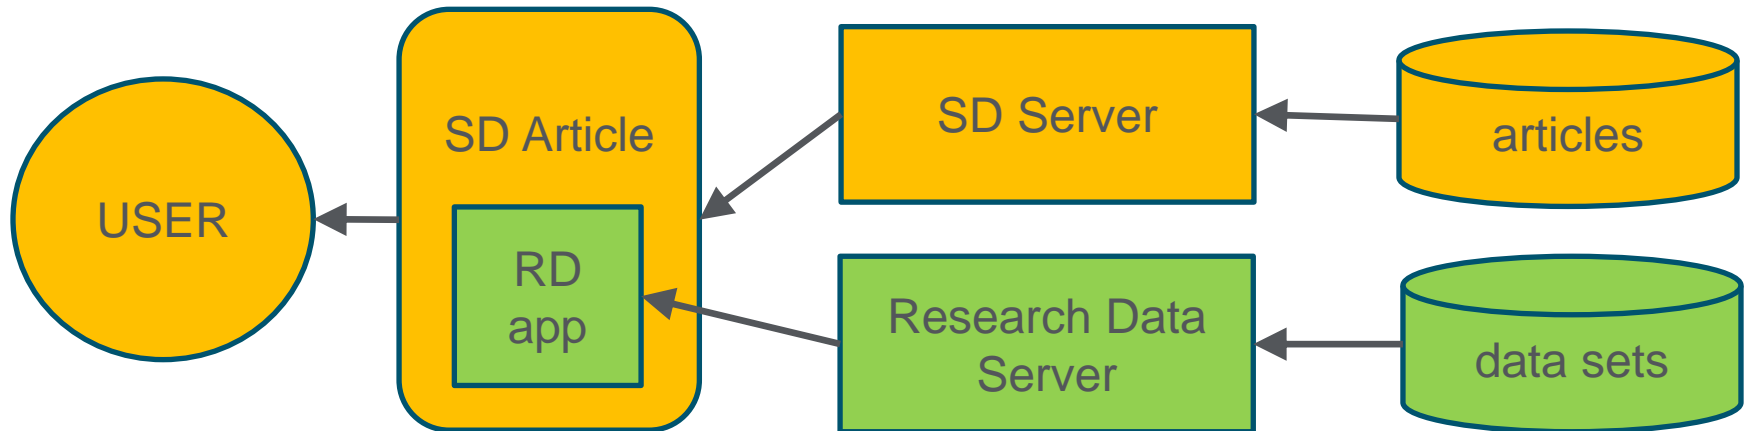 USER
SD Article
RD
app
SD Server
Research Data
Server
articles
data sets